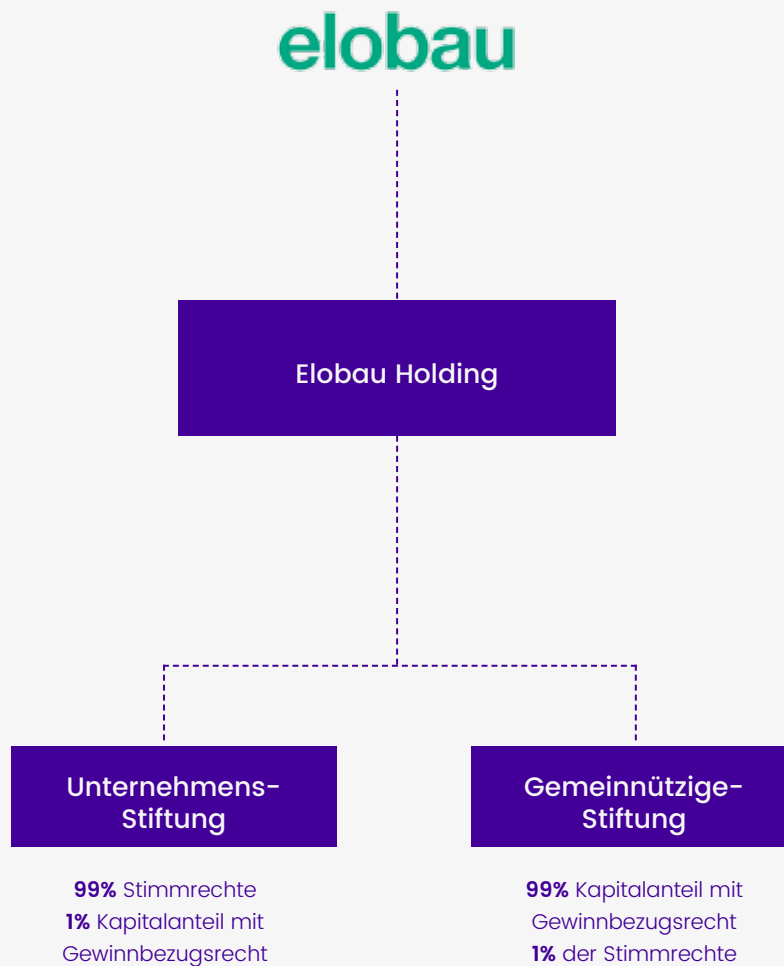 elobau
Elobau Holding
Unternehmens-
Stiftung
99% Stimmrechte
1% Kapitalanteil mit
Gewinnbezugsrecht
Gemeinnützige-
Stiftung
99% Kapitalanteil mit
Gewinnbezugsrecht
1% der Stimmrechte